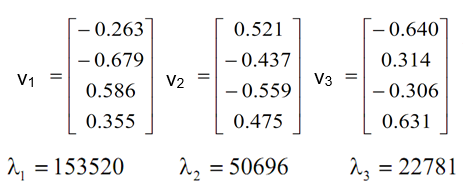 v₁ = [ −0.263 −0.679 0.586 0.355 ] v₂ = [ 0.521 −0.437 −0.559 0.475 ] v₃ = [ −0.640 0.314 −0.306 0.631 ]
λ₁ = 153520 λ₂ = 50696 λ₃ = 22781